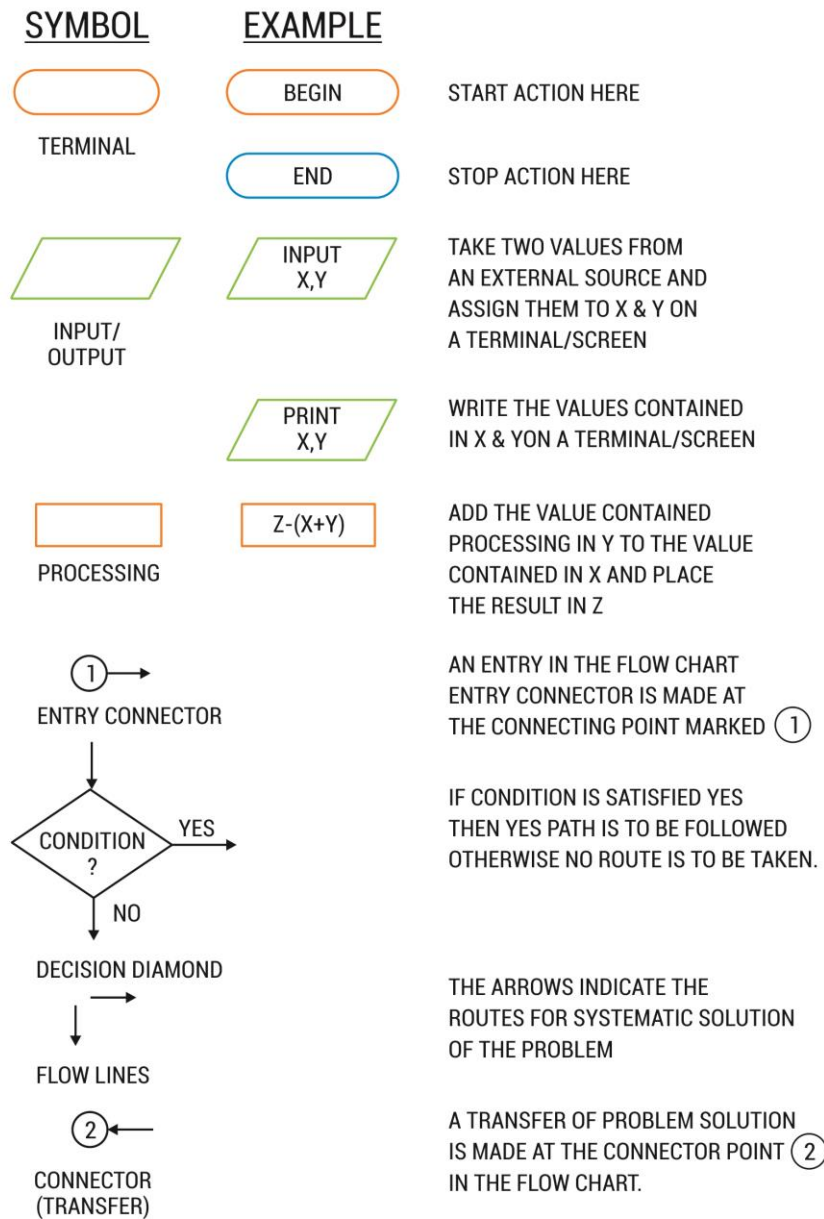 SYMBOL EXAMPLE
BEGIN START ACTION HERE
TERMINAL
END STOP ACTION HERE
INPUT
X,Y
TAKE TWO VALUES FROM
AN EXTERNAL SOURCE AND
ASSIGN THEM TO X & Y ON
A TERMINAL/SCREEN
INPUT/
OUTPUT
PRINT
X,Y
WRITE THE VALUES CONTAINED
IN X & YON A TERMINAL/SCREEN
Z-(X+Y)
PROCESSING
ADD THE VALUE CONTAINED
PROCESSING IN Y TO THE VALUE
CONTAINED IN X AND PLACE
THE RESULT IN Z
1
ENTRY CONNECTOR
AN ENTRY IN THE FLOW CHART
ENTRY CONNECTOR IS MADE AT
THE CONNECTING POINT MARKED 1
CONDITION
?
YES
NO
DECISION DIAMOND
IF CONDITION IS SATISFIED YES
THEN YES PATH IS TO BE FOLLOWED
OTHERWISE NO ROUTE IS TO BE TAKEN.
FLOW LINES
THE ARROWS INDICATE THE
ROUTES FOR SYSTEMATIC SOLUTION
OF THE PROBLEM
2
CONNECTOR
(TRANSFER)
A TRANSFER OF PROBLEM SOLUTION
IS MADE AT THE CONNECTOR POINT 2
IN THE FLOW CHART.